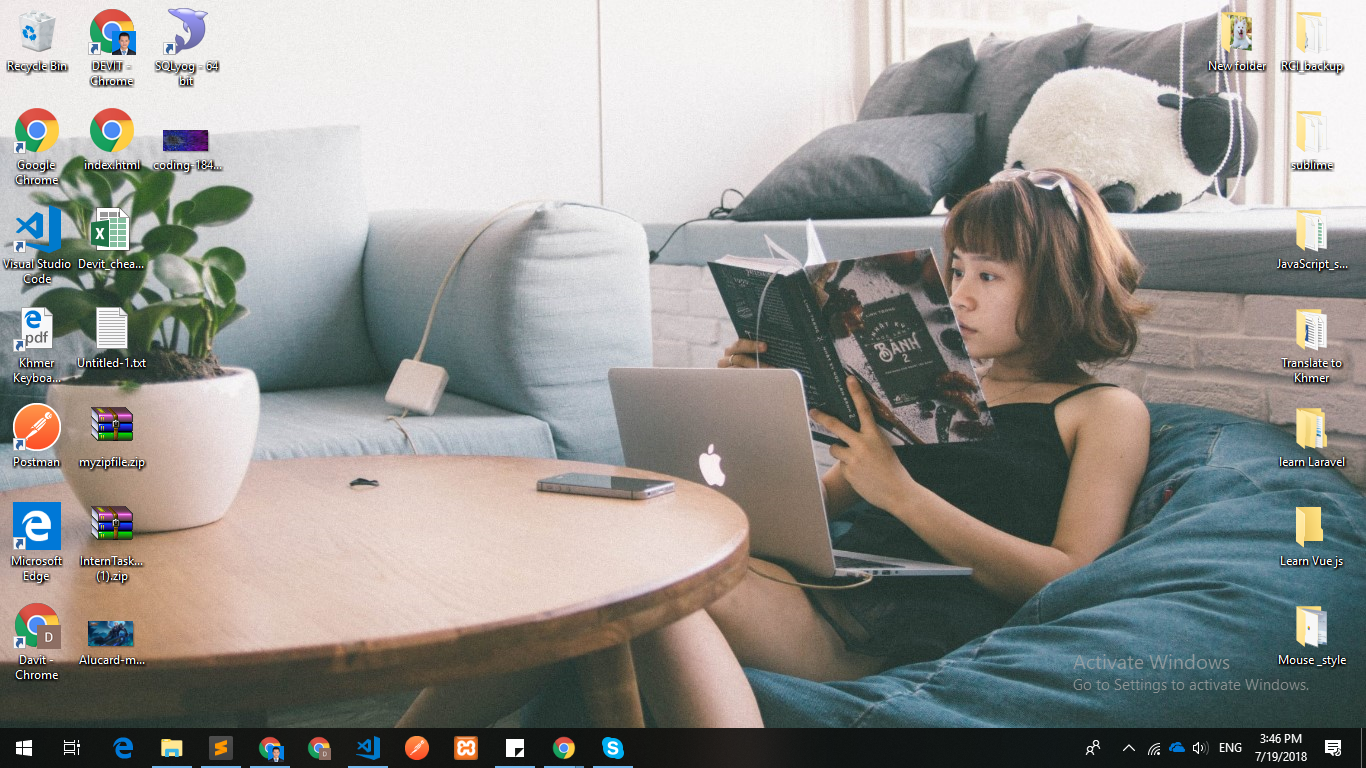 Recycle Bin
DEVIT -
Chrome
SQLyog - 64
bit
New folder
RCI_backup
Google
Chrome
index.html
coding-184...
sublime
Visual Studio
Code
Devit_chea...
JavaScript_s...
Khmer
Keyboa...
Untitled-1.txt
Translate to
Khmer
BÁNH
2
Postman
myzipfile.zip
learn Laravel
Microsoft
Edge
InternTask...
(1).zip
Learn Vue js
Davit -
Chrome
Alucard-m...
Mouse _style
Activate Windows
Go to Settings to activate Windows.
ENG
3:46 PM
7/19/2018